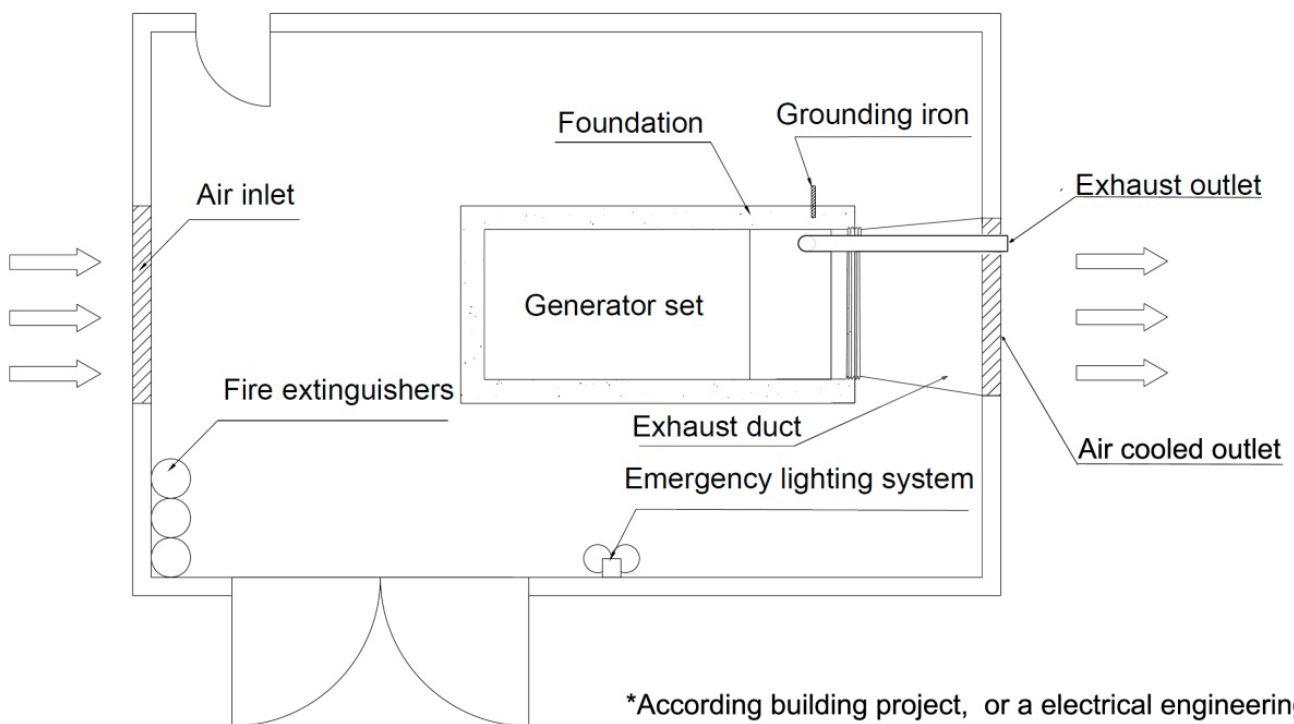 Grounding iron
Foundation
Exhaust outlet
Air inlet
Generator set
Fire extinguishers
Exhaust duct
Air cooled outlet
Emergency lighting system
*According building project, or a electrical engineering